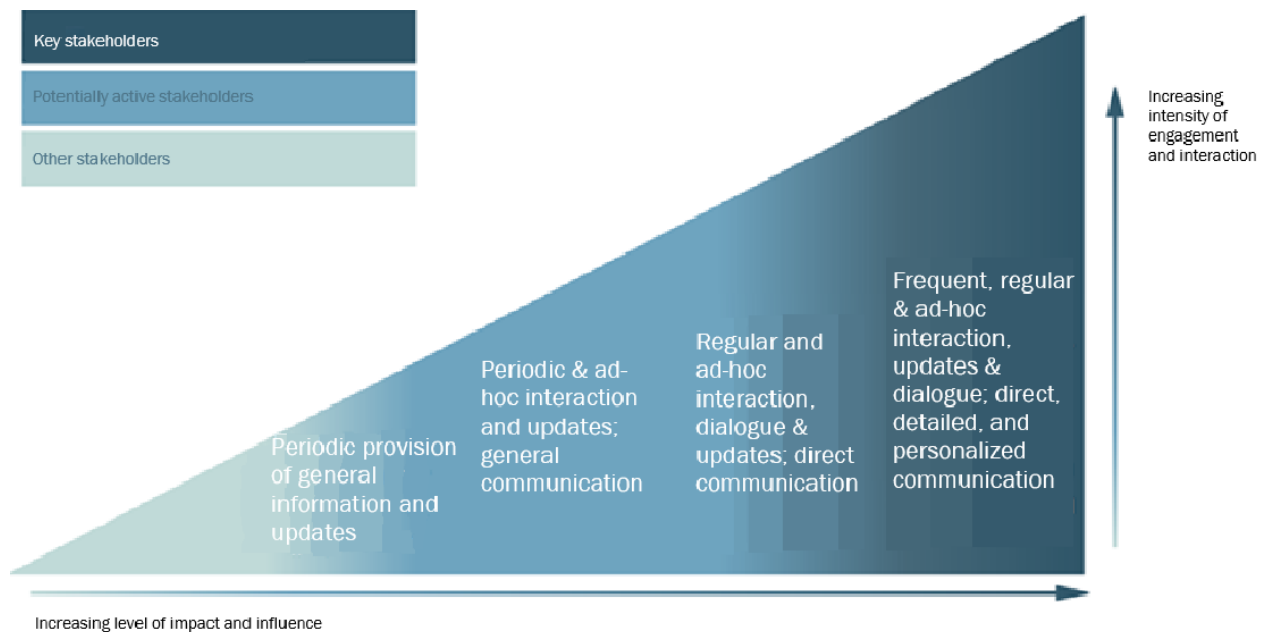 Key stakeholders
Potentially active stakeholders
Other stakeholders
Increasing
intensity of
engagement
and interaction
Periodic provision
of general
information and
updates
Periodic & ad-
hoc interaction
and updates;
general
communication
Regular and
ad-hoc
interaction,
dialogue &
updates; direct
communication
Frequent, regular
& ad-hoc
interaction,
updates &
dialogue; direct,
detailed, and
personalized
communication
Increasing level of impact and influence